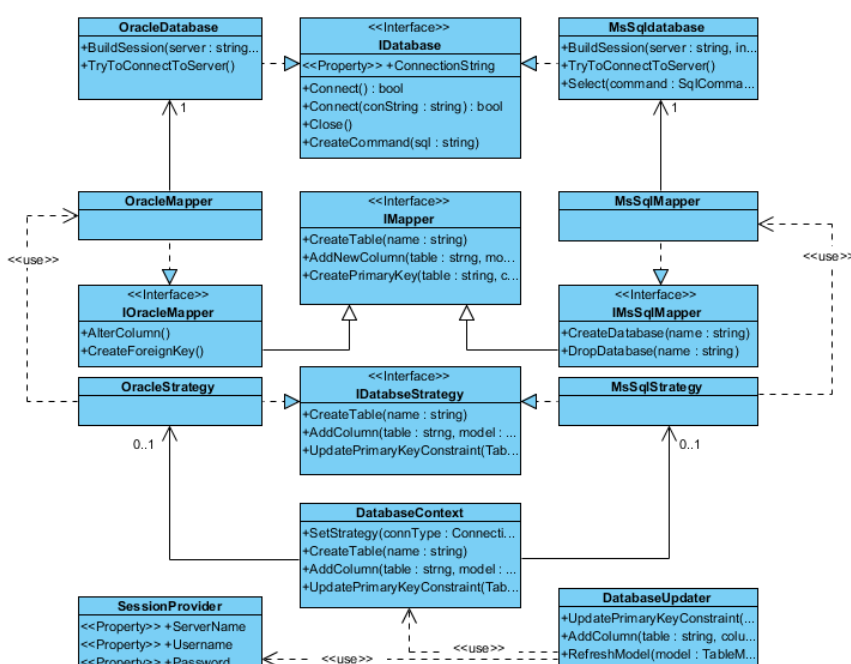 OracleDatabase
+BuildSession(server : string...
+TryToConnectToServer()
<<Interface>>
IDatabase
<<Property>> +ConnectionString
+Connect() : bool
+Connect(conString : string) : bool
+Close()
+CreateCommand(sql : string)
MsSqldatabase
+BuildSession(server : string, in...
+TryToConnectToServer()
+Select(command : SqlComma...
1
1
OracleMapper
<<Interface>>
IMapper
+CreateTable(name : string)
+AddNewColumn(table : strng, mo...
+CreatePrimaryKey(table : string, c...
MsSqlMapper
<<use>>
<<use>>
<<Interface>>
IOracleMapper
+AlterColumn()
+CreateForeignKey()
<<Interface>>
IMsSqlMapper
+CreateDatabase(name : string)
+DropDatabase(name : string)
OracleStrategy
<<Interface>>
IDatabseStrategy
+CreateTable(name : string)
+AddColumn(table : strng, model : ...
+UpdatePrimaryKeyConstraint(Tab...
MsSqlStrategy
0..1
0..1
DatabaseContext
+SetStrategy(connType : Connecti...
+CreateTable(name : string)
+AddColumn(table : strng, model : ...
+UpdatePrimaryKeyConstraint(Tab...
SessionProvider
<<Property>> +ServerName
<<Property>> +Username
<<Property>> +Password
DatabaseUpdater
+UpdatePrimaryKeyConstraint(...
+AddColumn(table : string, colu...
+RefreshModel(model : TableM...
<<use>>
<<use>>